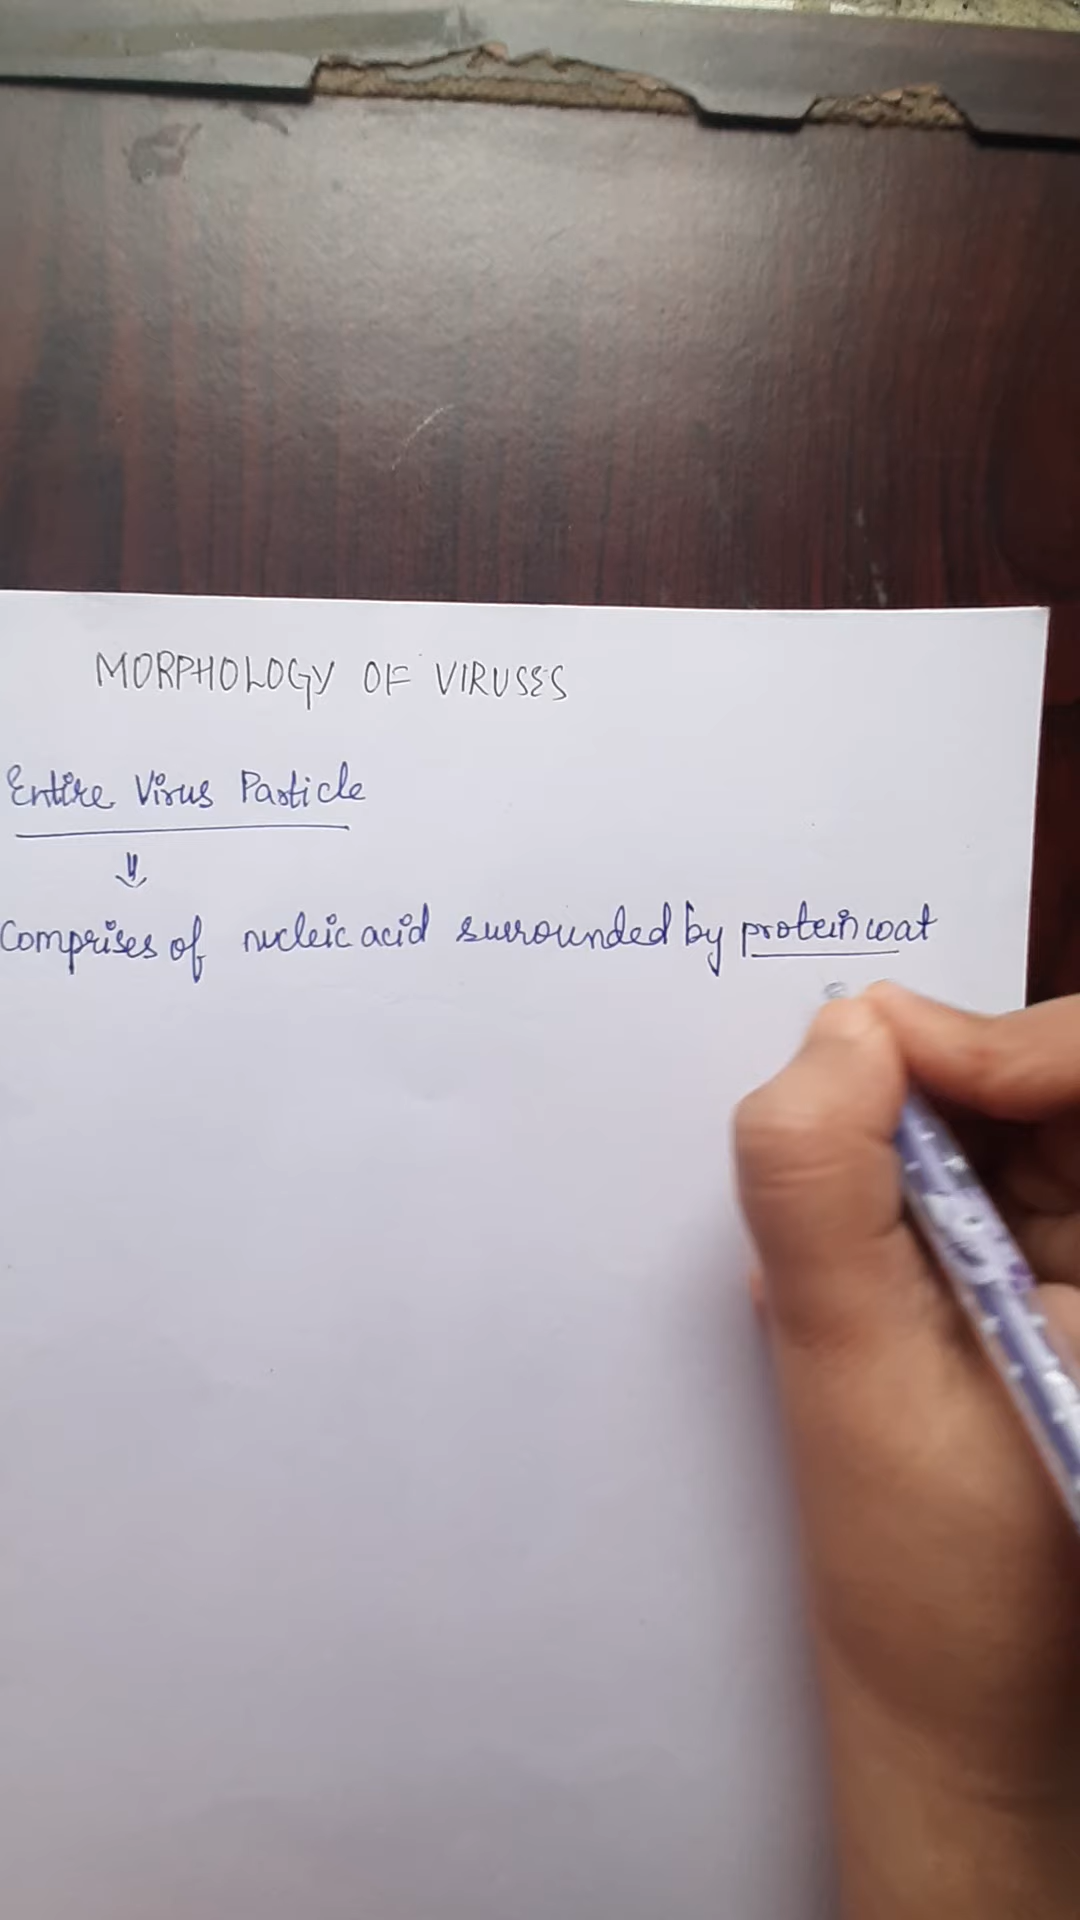 MORPHOLOGY OF VIRUSES
Entire Virus Particle
Comprises of nucleic acid surrounded by protein coat